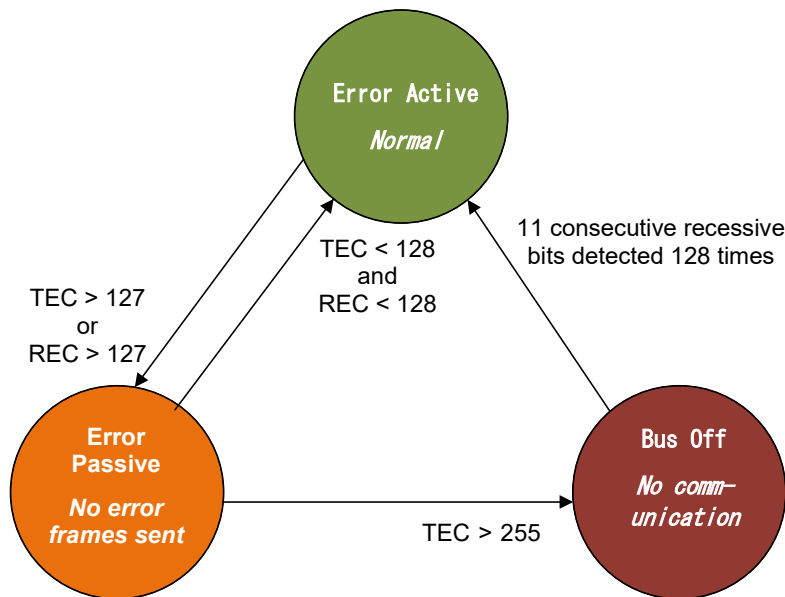 Error Active
Normal
11 consecutive recessive
bits detected 128 times
TEC < 128
and
REC < 128
TEC > 127
or
REC > 127
Error
Passive
No error
frames sent
Bus Off
No comm-
unication
TEC > 255